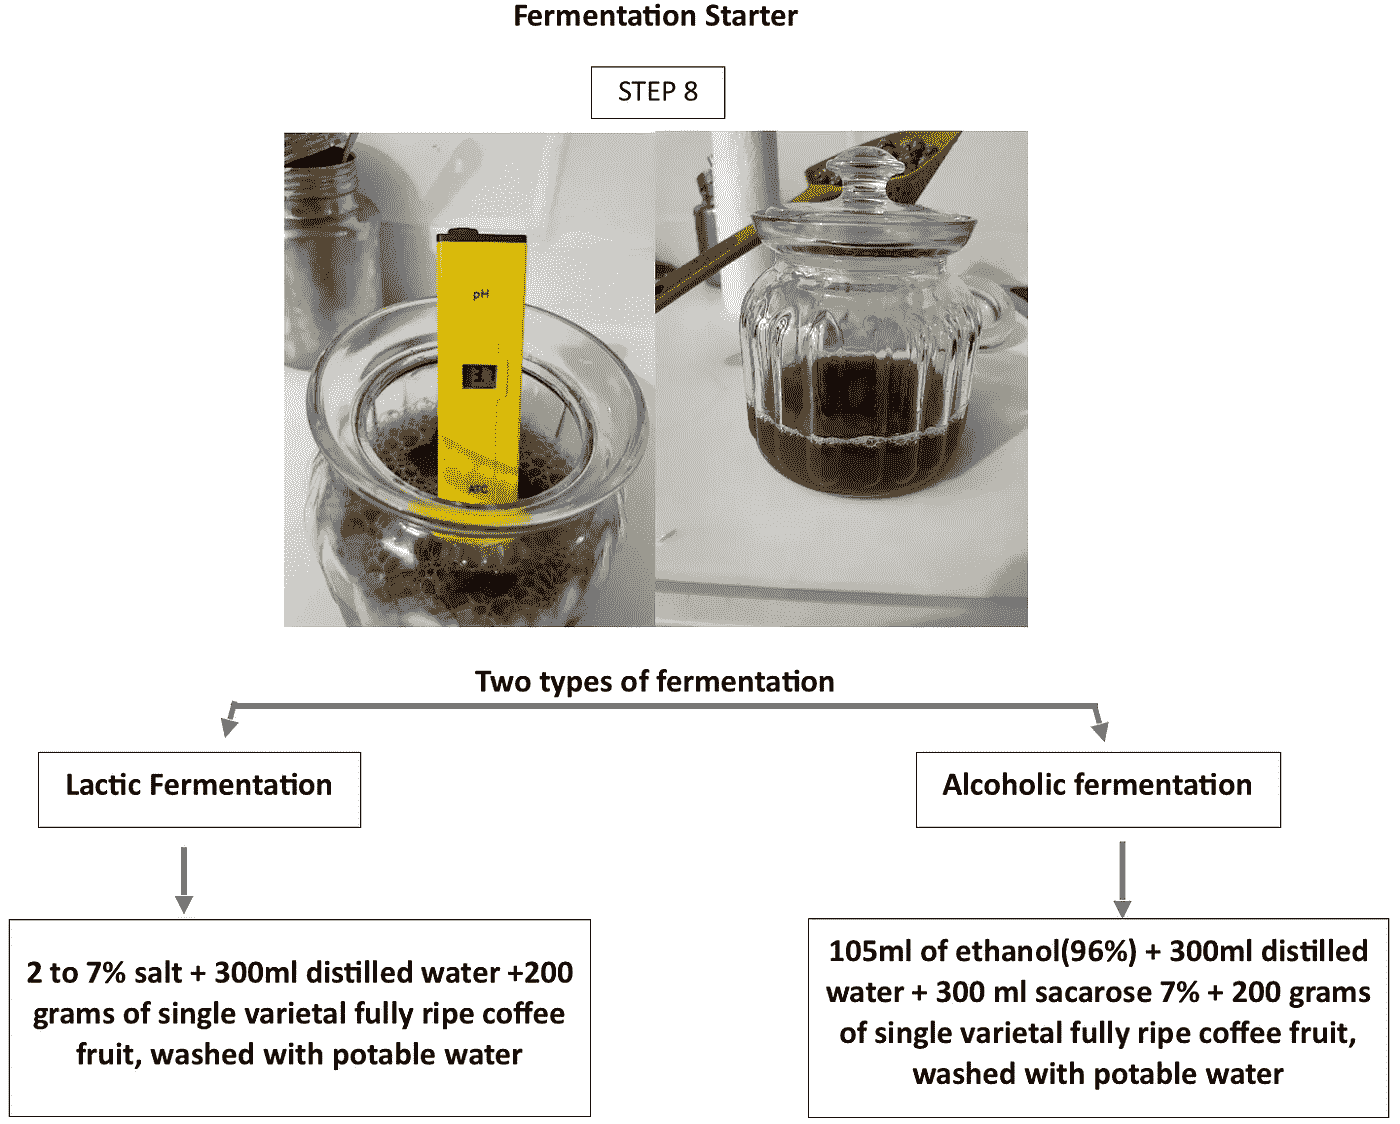 Fermentation Starter
STEP 8
pH
3.7
ATC
Two types of fermentation
Lactic Fermentation
Alcoholic fermentation
2 to 7% salt + 300ml distilled water +200
grams of single varietal fully ripe coffee
fruit, washed with potable water
105ml of ethanol(96%) + 300ml distilled
water + 300 ml sacarose 7% + 200 grams
of single varietal fully ripe coffee fruit,
washed with potable water